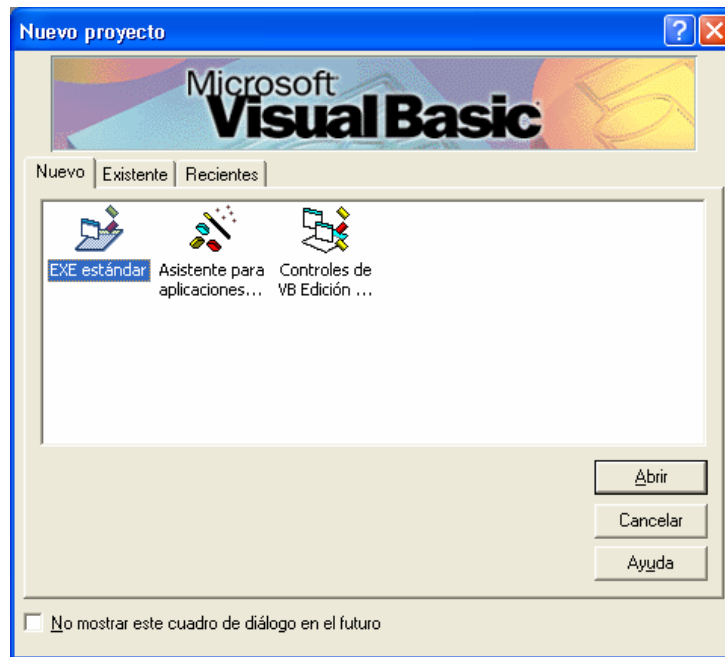 Nuevo proyecto
Microsoft
Visual Basic
Nuevo
Existente
Recientes
EXE estándar
Asistente para
aplicaciones...
Controles de
VB Edición ...
Abrir
Cancelar
Ayuda
No mostrar este cuadro de diálogo en el futuro